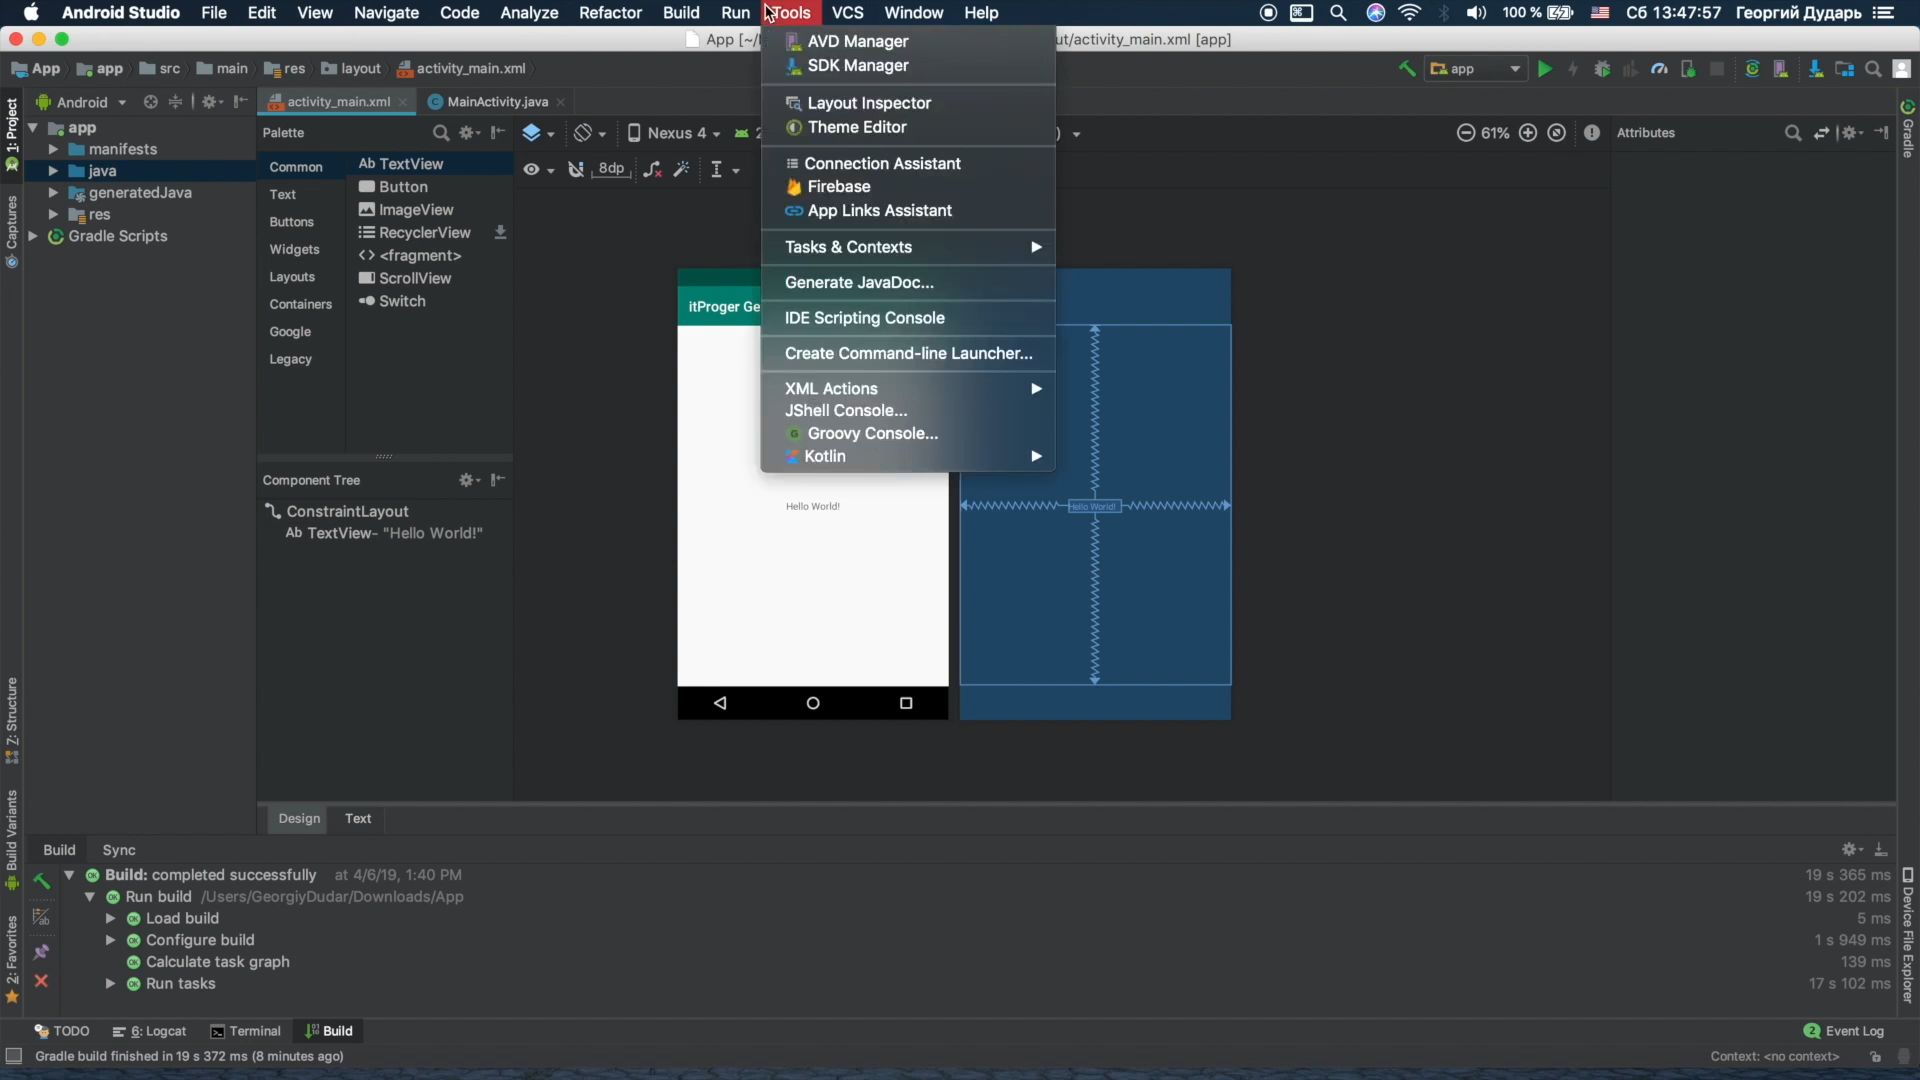 Android Studio File Edit View Navigate Code Analyze Refactor Build Run Tools VCS Window Help 100 % Сб 13:47:57 Георгий Дударь
App [~/ ut/activity_main.xml [app]
App app src main res layout activity_main.xml app
1: Project
Captures
Z: Structure
Build Variants
2: Favorites
Android
app
manifests
java
generatedJava
res
Gradle Scripts
activity_main.xml MainActivity.java
Palette
Common
Text
Buttons
Widgets
Layouts
Containers
Google
Legacy
Ab TextView
Button
ImageView
RecyclerView
<> <fragment>
ScrollView
Switch
Component Tree
ConstraintLayout
Ab TextView- "Hello World!"
Nexus 4 2 ) 61%
8dp
AVD Manager
SDK Manager
Layout Inspector
Theme Editor
Connection Assistant
Firebase
App Links Assistant
Tasks & Contexts
Generate JavaDoc...
IDE Scripting Console
Create Command-line Launcher...
XML Actions
JShell Console...
Groovy Console...
Kotlin
itProger Ge
Hello World!
Hello World!
Attributes
Gradle
Device File Explorer
Design Text
Build Sync
Build: completed successfully at 4/6/19, 1:40 PM 19 s 365 ms
Run build /Users/GeorgiyDudar/Downloads/App 19 s 202 ms
Load build 5 ms
Configure build 1 s 949 ms
Calculate task graph 139 ms
Run tasks 17 s 102 ms
TODO 6: Logcat Terminal Build 2 Event Log
Gradle build finished in 19 s 372 ms (8 minutes ago) Context: <no context>